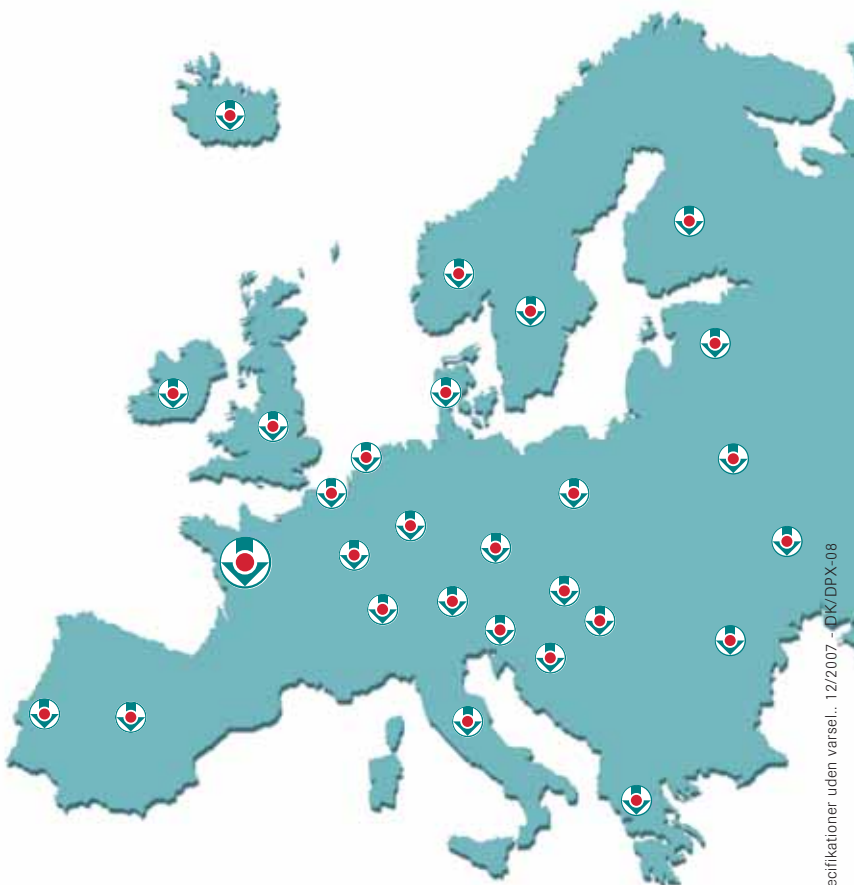 ecifikationer uden varsel.. 12/2007 - DK/DPX-08